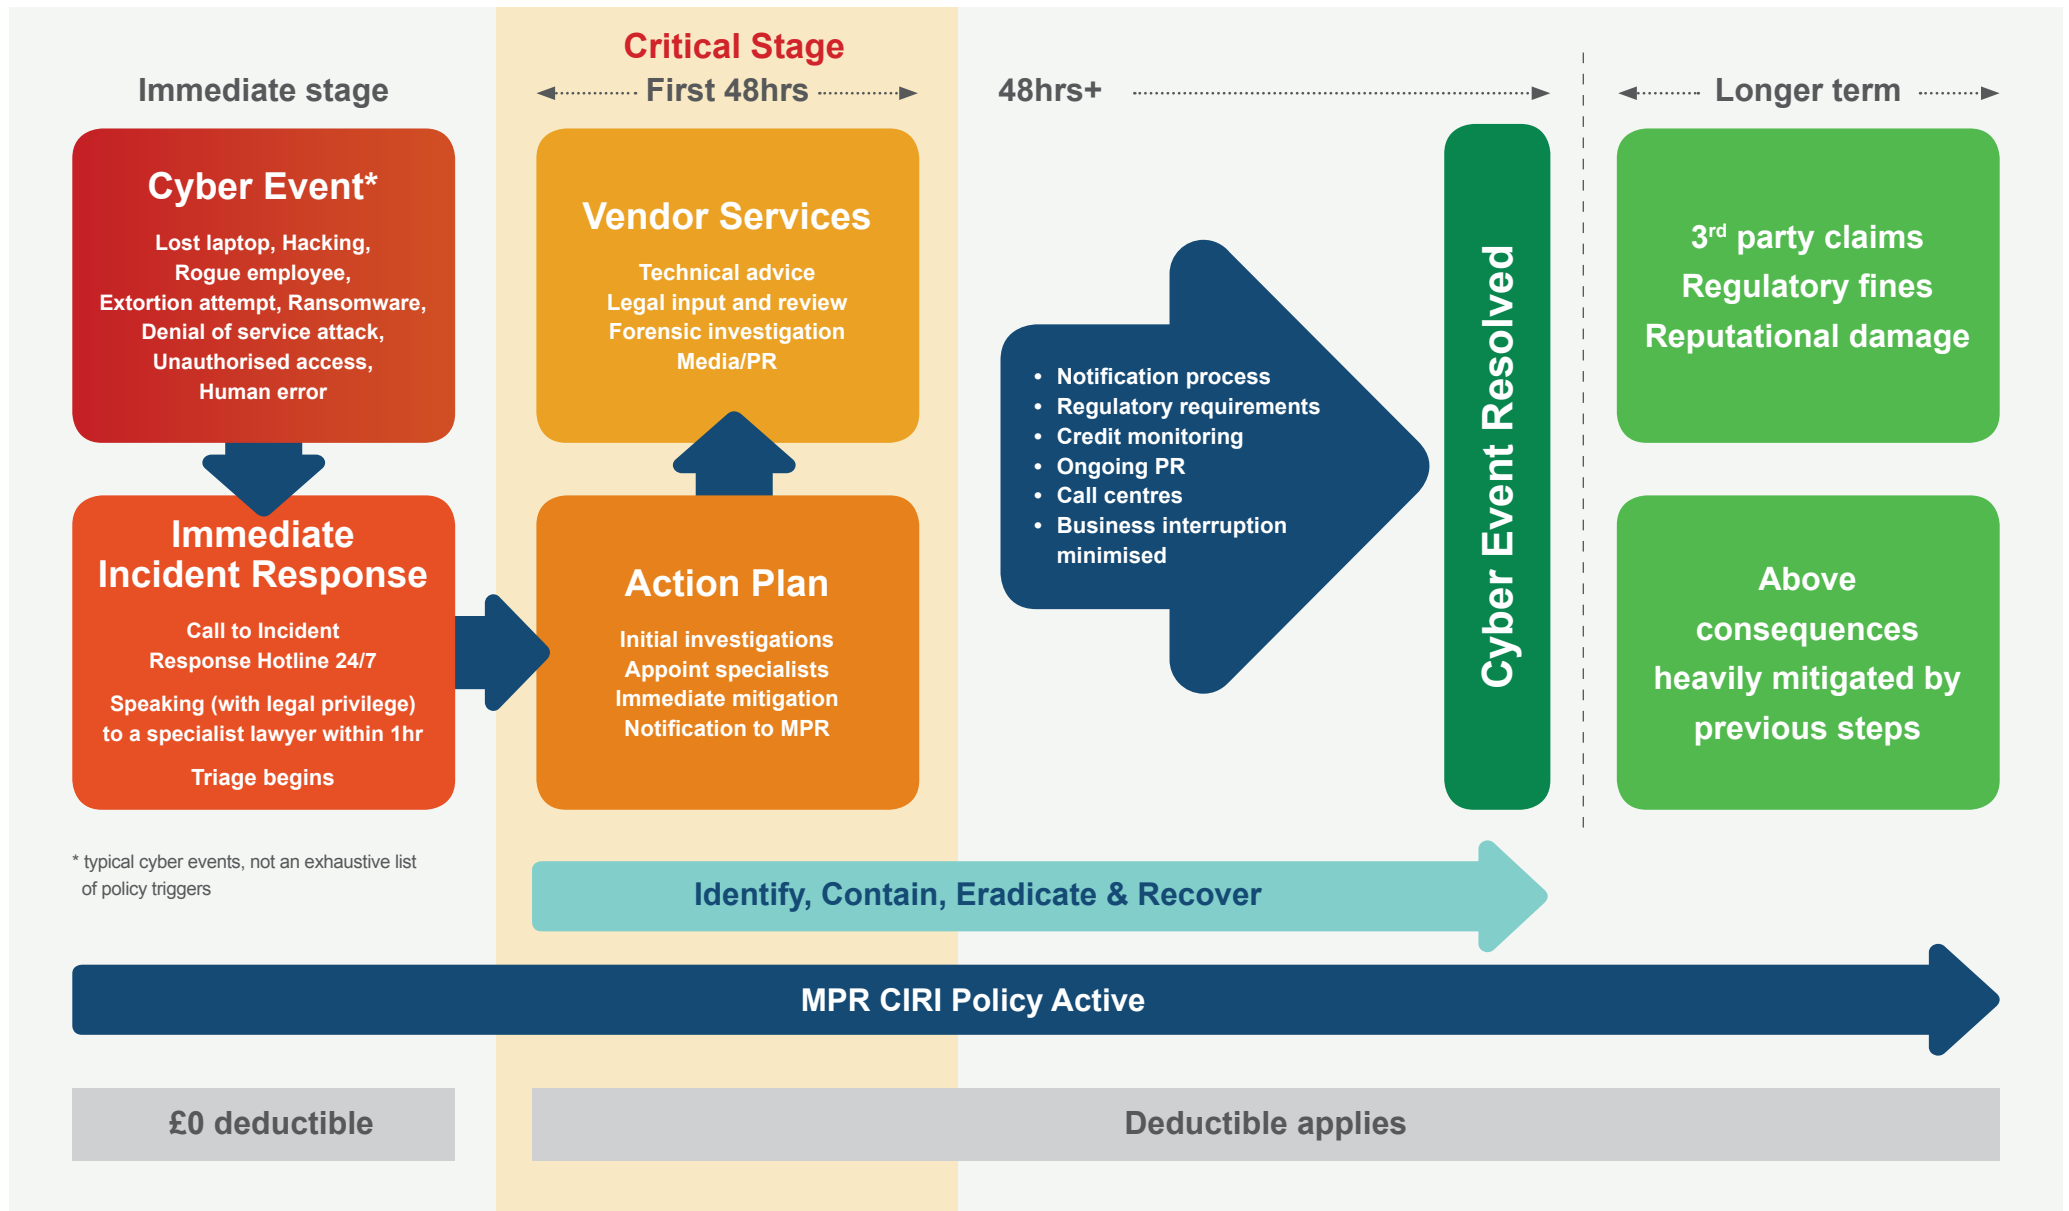 Critical Stage
Immediate stage
First 48hrs
48hrs+
Longer term
Cyber Event*
Lost laptop, Hacking,
Rogue employee,
Extortion attempt, Ransomware,
Denial of service attack,
Unauthorised access,
Human error
Immediate
Incident Response
Call to Incident
Response Hotline 24/7
Speaking (with legal privilege)
to a specialist lawyer within 1hr
Triage begins
* typical cyber events, not an exhaustive list
of policy triggers
Vendor Services
Technical advice
Legal input and review
Forensic investigation
Media/PR
Action Plan
Initial investigations
Appoint specialists
Immediate mitigation
Notification to MPR
• Notification process
• Regulatory requirements
• Credit monitoring
• Ongoing PR
• Call centres
• Business interruption
minimised
Cyber Event Resolved
3rd party claims
Regulatory fines
Reputational damage
Above
consequences
heavily mitigated by
previous steps
Identify, Contain, Eradicate & Recover
MPR CIRI Policy Active
£0 deductible
Deductible applies